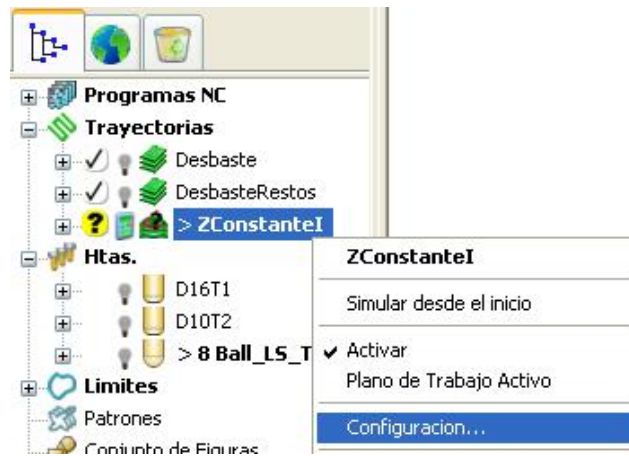 Programas NC
Trayectorias
Desbaste
DesbasteRestos
> ZConstanteI
Htas.
D16T1
D10T2
> 8 Ball_LS_T
Limites
Patrones
Conjunto de Figuras
ZConstanteI
Simular desde el inicio
Activar
Plano de Trabajo Activo
Configuracion...